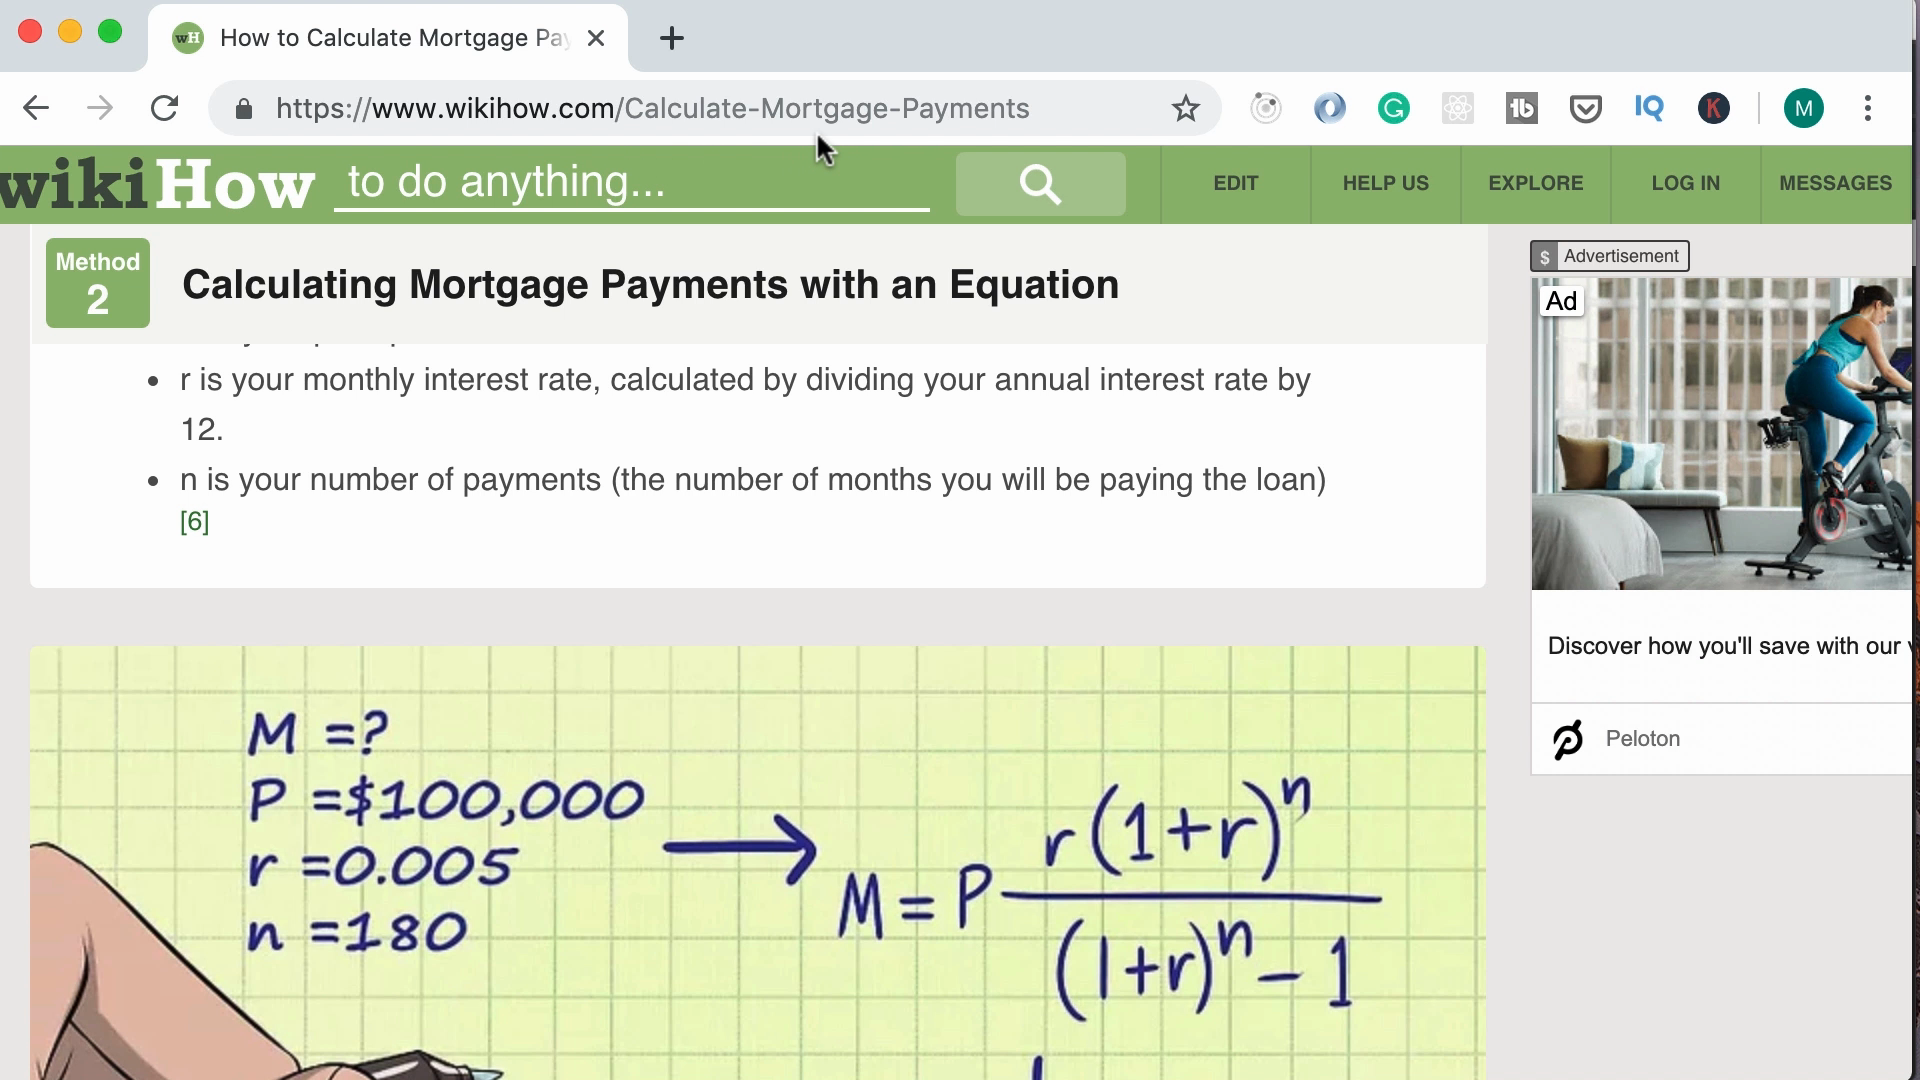 wH How to Calculate Mortgage Pay
https://www.wikihow.com/Calculate-Mortgage-Payments
G
tb
IQ
K
M
wikiHow to do anything...
EDIT
HELP US
EXPLORE
LOG IN
MESSAGES
Method
2
Calculating Mortgage Payments with an Equation
r is your monthly interest rate, calculated by dividing your annual interest rate by
12.
n is your number of payments (the number of months you will be paying the loan)
[6]
$ Advertisement
Ad
Discover how you'll save with our
Peloton
M =?
P =$100,000
r =0.005
n =180
M = P r(1+r)^n
(1+r)^n - 1